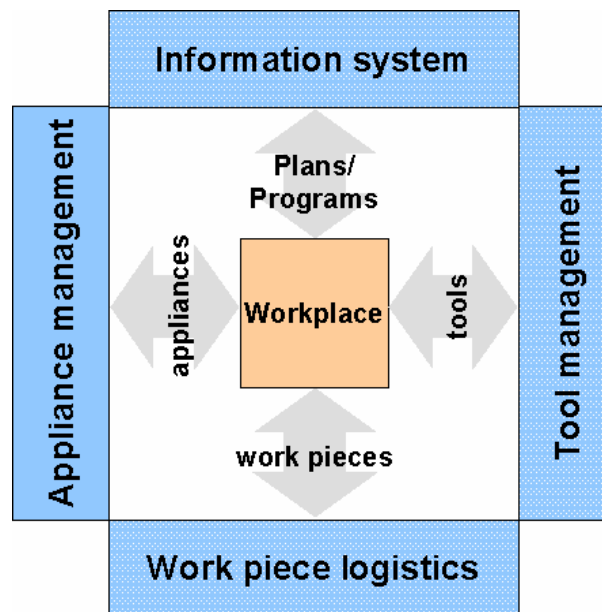 Information system
Plans/
Programs
Appliance management
appliances
Workplace
tools
Tool management
work pieces
Work piece logistics